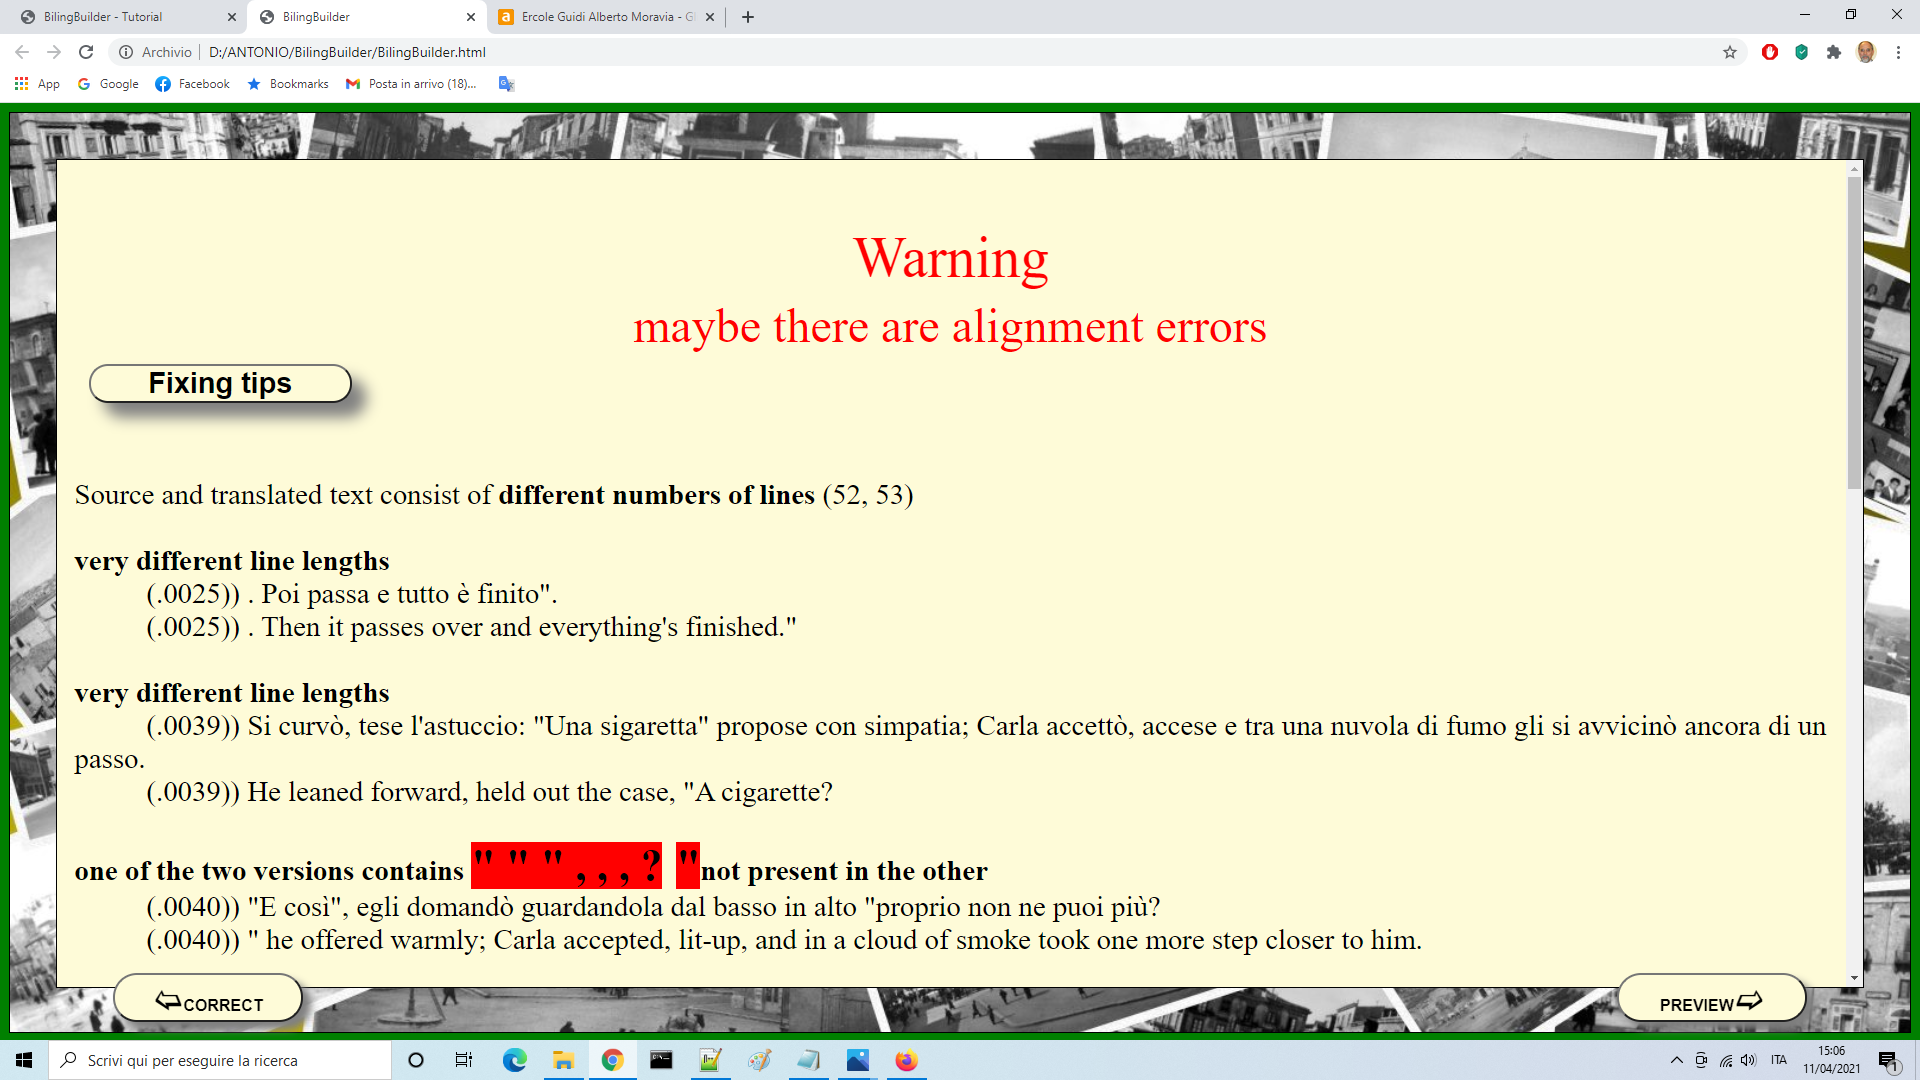 BilingBuilder - Tutorial
BilingBuilder
Ercole Guidi Alberto Moravia - Gl
Archivio
D:/ANTONIO/BilingBuilder/BilingBuilder.html
App
Google
Facebook
Bookmarks
Posta in arrivo (18)...
Warning
maybe there are alignment errors
Fixing tips
Source and translated text consist of different numbers of lines (52, 53)
very different line lengths
(.0025)) . Poi passa e tutto è finito".
(.0025)) . Then it passes over and everything's finished."
very different line lengths
(.0039)) Si curvò, tese l'astuccio: "Una sigaretta" propose con simpatia; Carla accettò, accese e tra una nuvola di fumo gli si avvicinò ancora di un
passo.
(.0039)) He leaned forward, held out the case, "A cigarette?
one of the two versions contains " " " , , , ? " not present in the other
(.0040)) "E così", egli domandò guardandola dal basso in alto "proprio non ne puoi più?
(.0040)) " he offered warmly; Carla accepted, lit-up, and in a cloud of smoke took one more step closer to him.
CORRECT
PREVIEW
Scrivi qui per eseguire la ricerca
ITA
15:06
11/04/2021
1